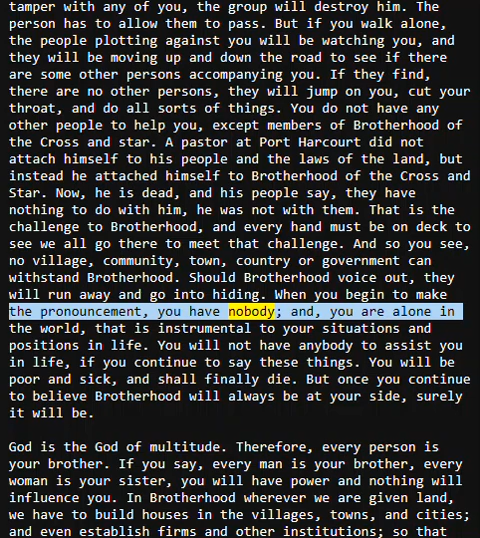 tamper with any of you, the group will destroy him. The
person has to allow them to pass. But if you walk alone,
the people plotting against you will be watching you, and
they will be moving up and down the road to see if there
are some other persons accompanying you. If they find,
there are no other persons, they will jump on you, cut your
throat, and do all sorts of things. You do not have any
other people to help you, except members of Brotherhood of
the Cross and star. A pastor at Port Harcourt did not
attach himself to his people and the laws of the land, but
instead he attached himself to Brotherhood of the Cross and
Star. Now, he is dead, and his people say, they have
nothing to do with him, he was not with them. That is the
challenge to Brotherhood, and every hand must be on deck to
see we all go there to meet that challenge. And so you see,
no village, community, town, country or government can
withstand Brotherhood. Should Brotherhood voice out, they
will run away and go into hiding. When you begin to make
the pronouncement, you have nobody; and, you are alone in
the world, that is instrumental to your situations and
positions in life. You will not have anybody to assist you
in life, if you continue to say these things. You will be
poor and sick, and shall finally die. But once you continue
to believe Brotherhood will always be at your side, surely
it will be.
God is the God of multitude. Therefore, every person is
your brother. If you say, every man is your brother, every
woman is your sister, you will have power and nothing will
influence you. In Brotherhood wherever we are given land,
we have to build houses in the villages, towns, and cities;
and even establish firms and other institutions; so that